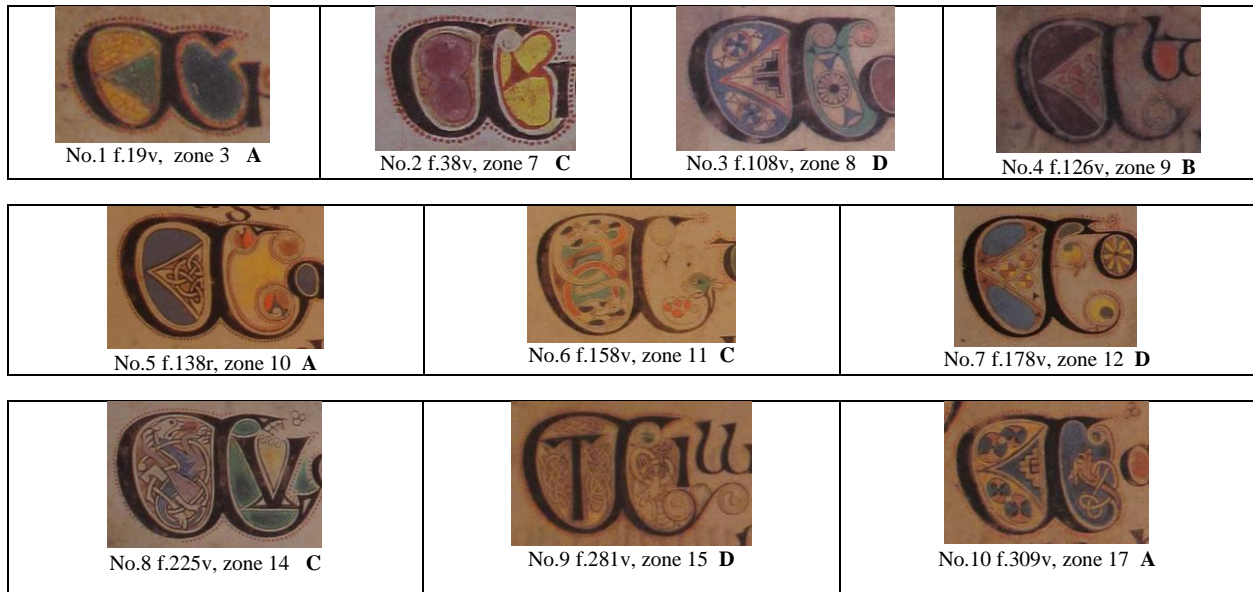 No.1 f.19v, zone 3 A
No.2 f.38v, zone 7 C
No.3 f.108v, zone 8 D
No.4 f.126v, zone 9 B
No.5 f.138r, zone 10 A
No.6 f.158v, zone 11 C
No.7 f.178v, zone 12 D
No.8 f.225v, zone 14 C
No.9 f.281v, zone 15 D
No.10 f.309v, zone 17 A